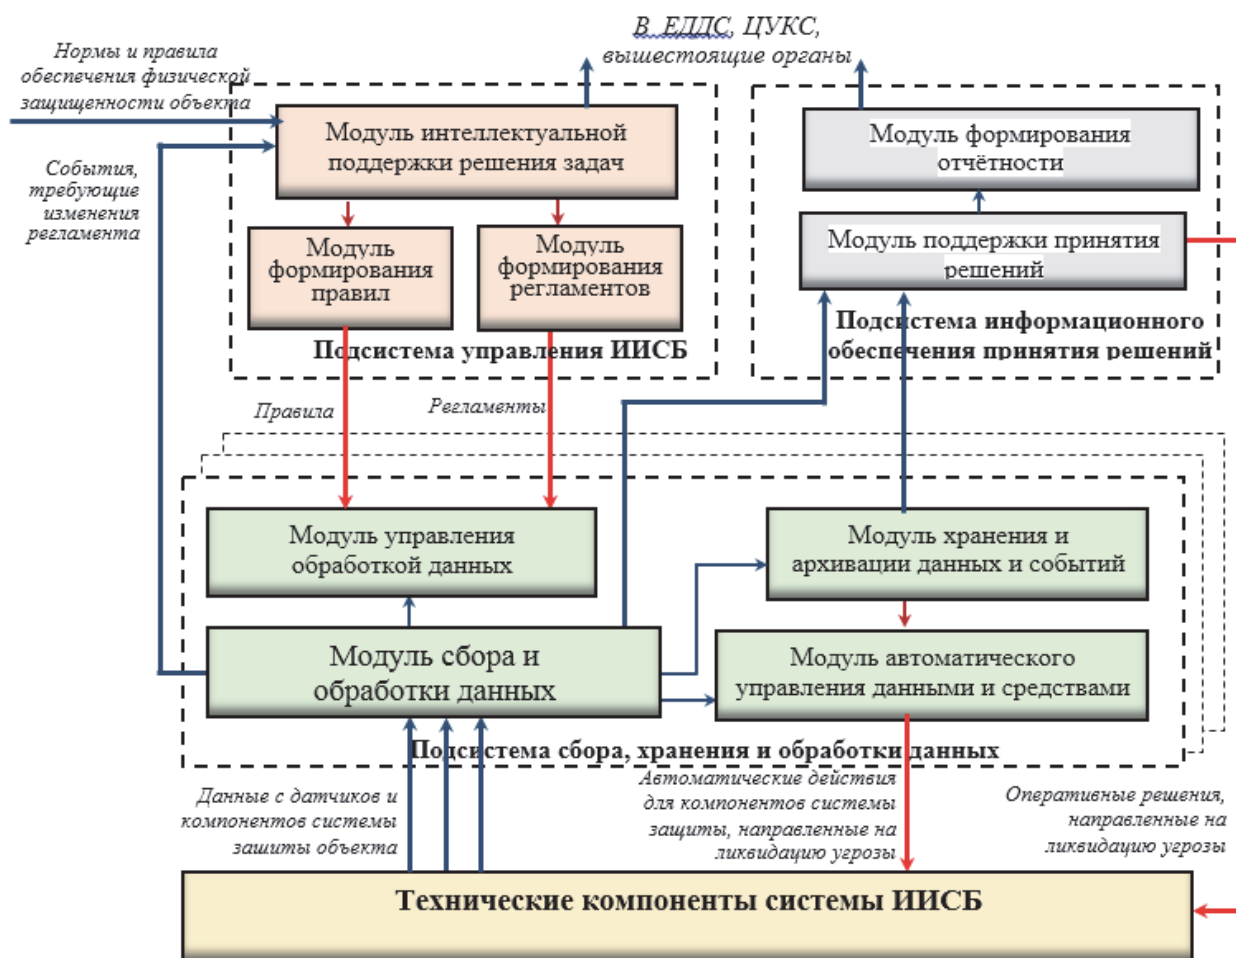 В ЕДДС, ЦУКС,
вышестоящие органы
Нормы и правила
обеспечения физической
защищенности объекта
События,
требующие
изменения
регламента
Модуль интеллектуальной
поддержки решения задач
Модуль
формирования
правил
Модуль
формирования
регламентов
Подсистема управления ИИСБ
Модуль формирования
отчётности
Модуль поддержки принятия
решений
Подсистема информационного
обеспечения принятия решений
Правила
Регламенты
Модуль управления
обработкой данных
Модуль хранения и
архивации данных и событий
Модуль сбора и
обработки данных
Модуль автоматического
управления данными и средствами
Подсистема сбора, хранения и обработки данных
Данные с датчиков и
компонентов системы
зашиты объекта
Автоматические действия
для компонентов системы
защиты, направленные на
ликвидацию угрозы
Оперативные решения,
направленные на
ликвидацию угрозы
Технические компоненты системы ИИСБ